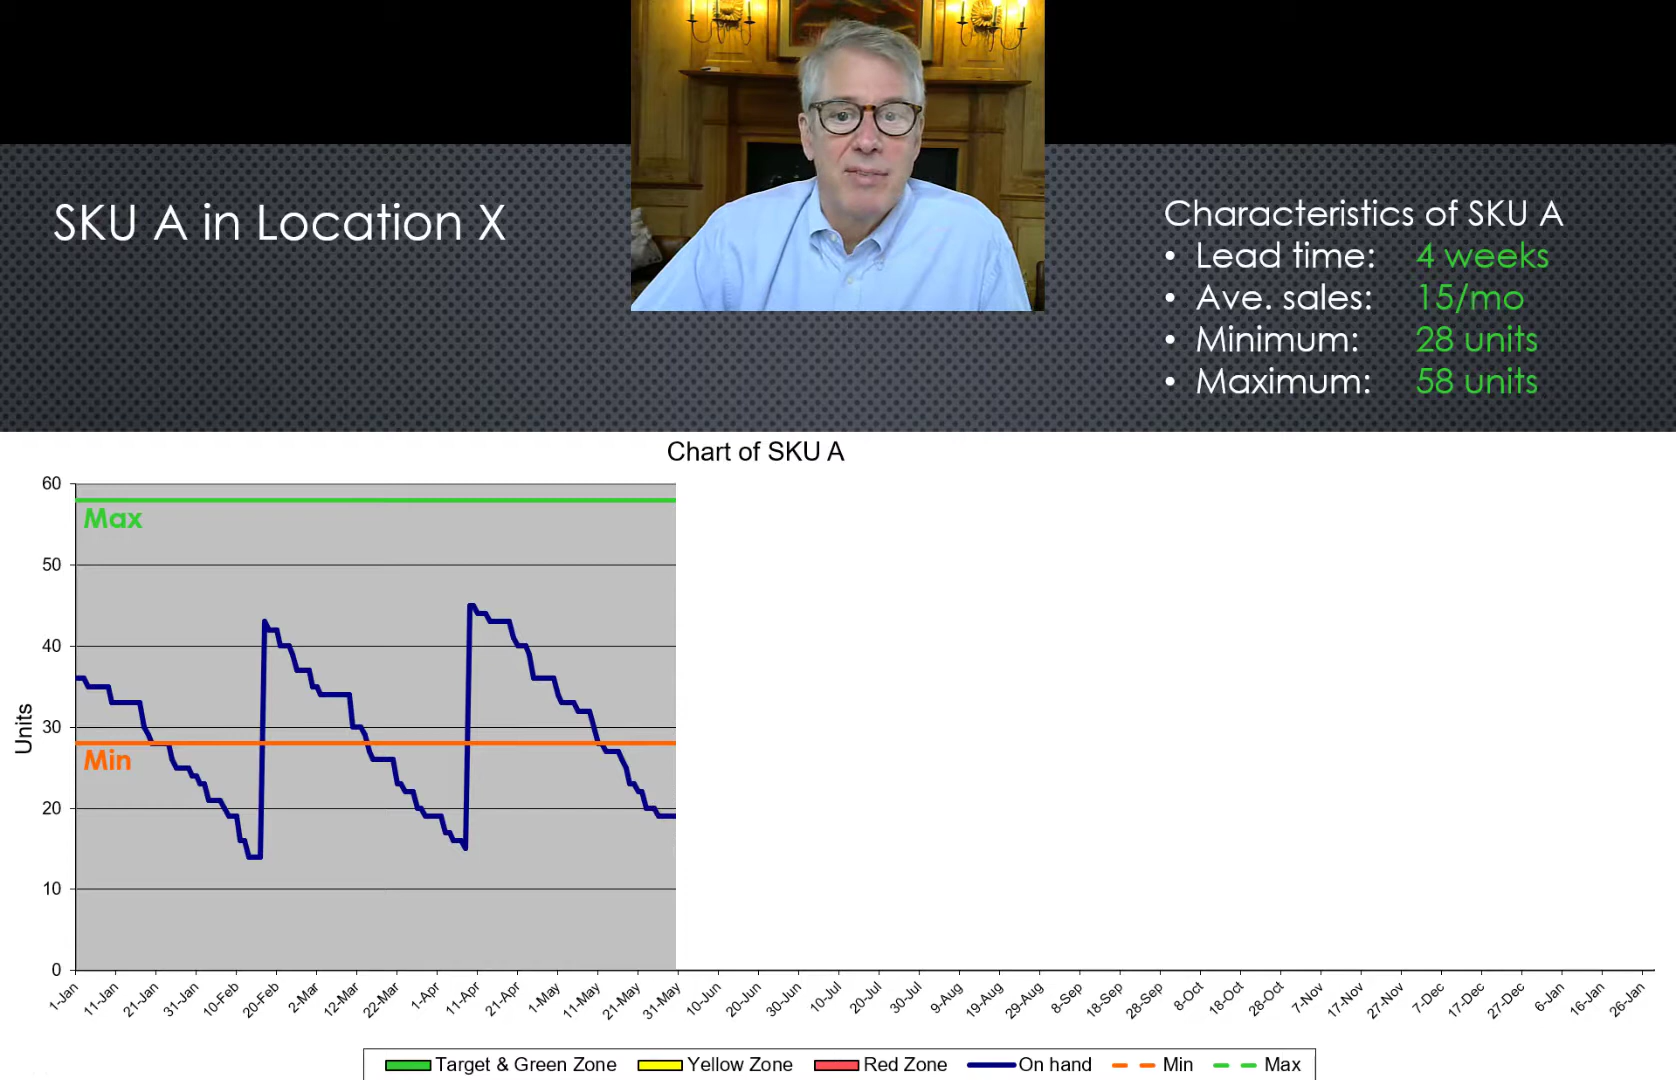 SKU A in Location X
Characteristics of SKU A
• Lead time: 4 weeks
• Ave. sales: 15/mo
• Minimum: 28 units
• Maximum: 58 units
Chart of SKU A
60
50
40
30
20
10
0
Units
Max
Min
1-Jan 11-Jan 21-Jan 31-Jan 10-Feb 20-Feb 2-Mar 12-Mar 22-Mar 1-Apr 11-Apr 21-Apr 1-May 11-May 21-May 31-May 10-Jun 20-Jun 30-Jun 10-Jul 20-Jul 30-Jul 9-Aug 19-Aug 29-Aug 8-Sep 18-Sep 28-Sep 8-Oct 18-Oct 28-Oct 7-Nov 17-Nov 27-Nov 7-Dec 17-Dec 27-Dec 6-Jan 16-Jan 26-Jan
Target & Green Zone Yellow Zone Red Zone On hand Min Max